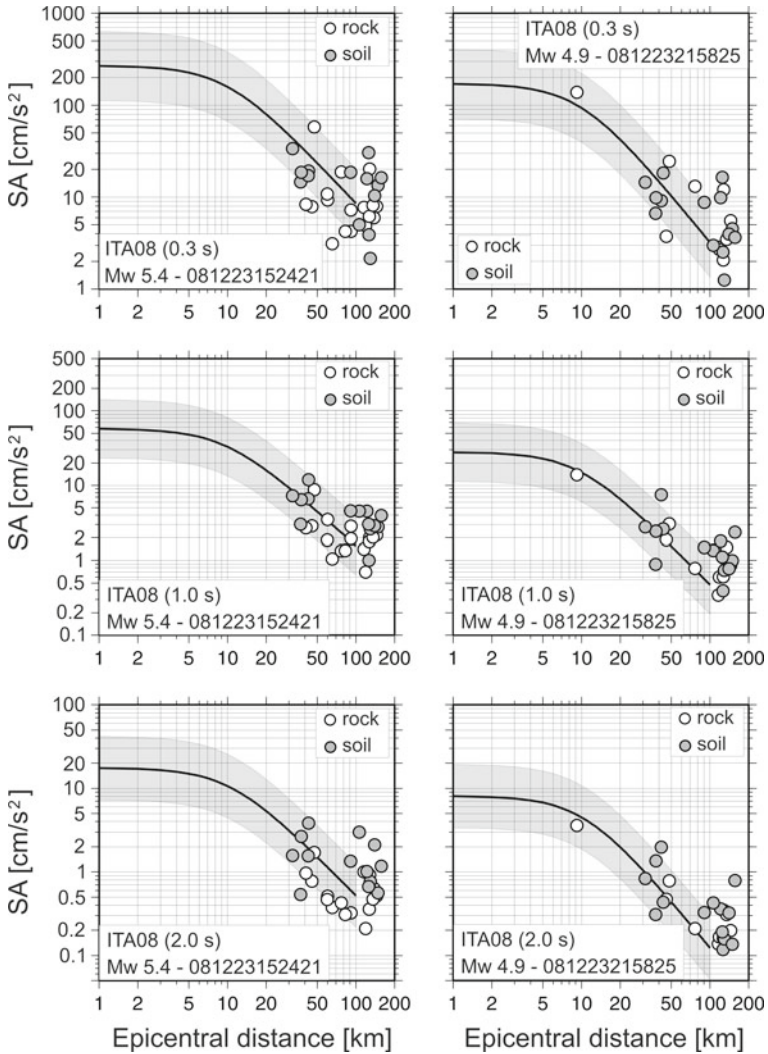 1000
500
200
100
50
20
10
5
2
1
SA [cm/s²]
rock
soil
ITA08 (0.3 s)
Mw 5.4 - 081223152421
1 2 5 10 20 50 100 200
ITA08 (0.3 s)
Mw 4.9 - 081223215825
rock
soil
1 2 5 10 20 50 100 200
500
200
100
50
20
10
5
2
1
0.5
0.2
0.1
SA [cm/s²]
rock
soil
ITA08 (1.0 s)
Mw 5.4 - 081223152421
1 2 5 10 20 50 100 200
rock
soil
ITA08 (1.0 s)
Mw 4.9 - 081223215825
1 2 5 10 20 50 100 200
100
50
20
10
5
2
1
0.5
0.2
0.1
SA [cm/s²]
rock
soil
ITA08 (2.0 s)
Mw 5.4 - 081223152421
1 2 5 10 20 50 100 200
Epicentral distance [km]
rock
soil
ITA08 (2.0 s)
Mw 4.9 - 081223215825
1 2 5 10 20 50 100 200
Epicentral distance [km]